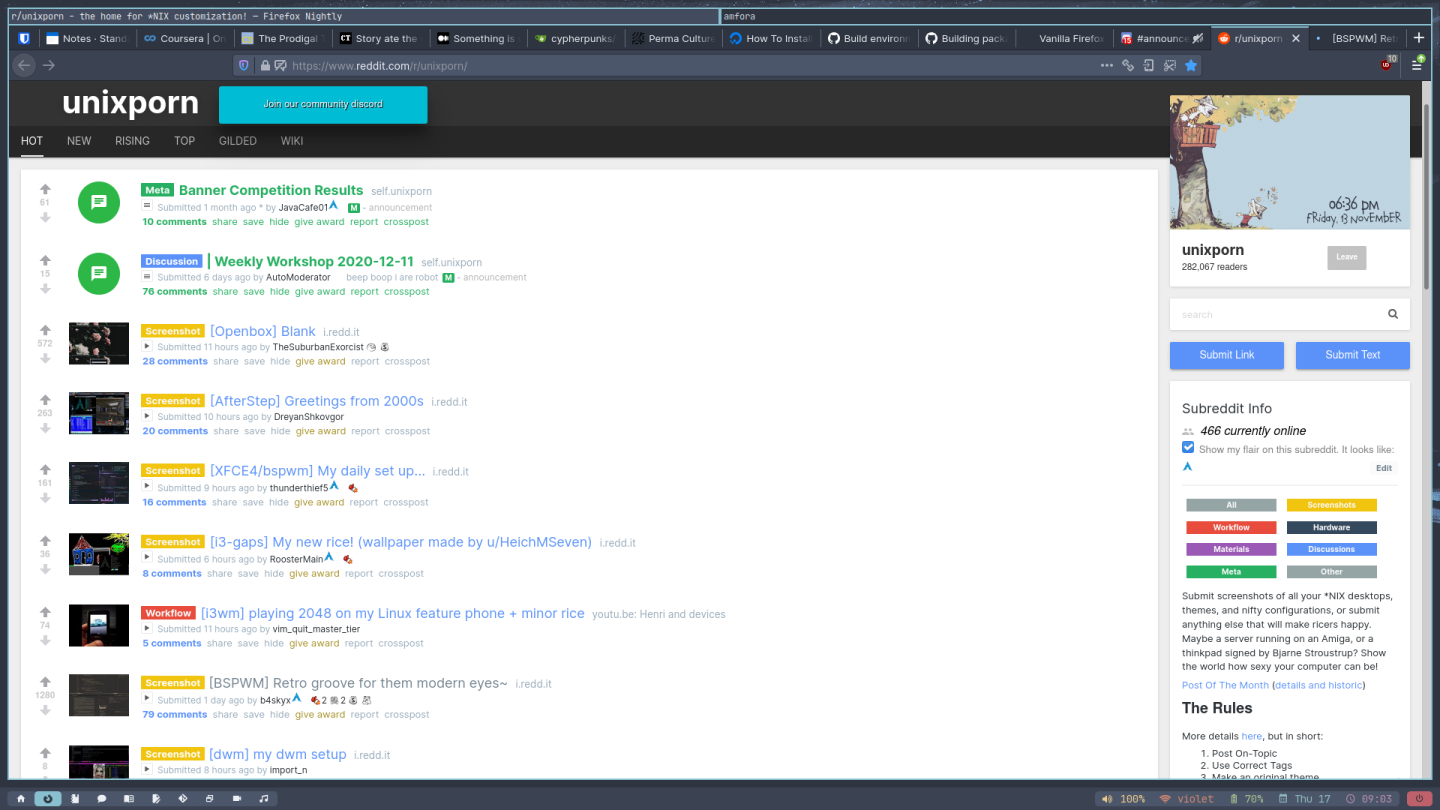 r/unixporn – the home for *NIX customization! — Firefox Nightly
amfora
Notes · Stand
Coursera | On
The Prodigal T
Story ate the
Something is
cypherpunks/
Perma Culture
How To Install
Build environm
Building pack
Vanilla Firefox
#announce
r/unixporn
[BSPWM] Retr
https://www.reddit.com/r/unixporn/
10
unixporn
Join our community discord
HOT NEW RISING TOP GILDED WIKI
61
Meta Banner Competition Results self.unixporn
Submitted 1 month ago * by JavaCafe01 M - announcement
10 comments share save hide give award report crosspost
15
Discussion | Weekly Workshop 2020-12-11 self.unixporn
Submitted 6 days ago by AutoModerator beep boop i are robot M - announcement
76 comments share save hide give award report crosspost
572
Screenshot [Openbox] Blank i.redd.it
Submitted 11 hours ago by TheSuburbanExorcist
28 comments share save hide give award report crosspost
263
Screenshot [AfterStep] Greetings from 2000s i.redd.it
Submitted 10 hours ago by DreyanShkovgor
20 comments share save hide give award report crosspost
161
Screenshot [XFCE4/bspwm] My daily set up... i.redd.it
Submitted 9 hours ago by thunderthief5
16 comments share save hide give award report crosspost
36
Screenshot [i3-gaps] My new rice! (wallpaper made by u/HeichMSeven) i.redd.it
Submitted 6 hours ago by RoosterMain
8 comments share save hide give award report crosspost
74
Workflow [i3wm] playing 2048 on my Linux feature phone + minor rice youtu.be: Henri and devices
Submitted 11 hours ago by vim_quit_master_tier
5 comments share save hide give award report crosspost
1280
Screenshot [BSPWM] Retro groove for them modern eyes~ i.redd.it
Submitted 1 day ago by b4skyx 2 2
79 comments share save hide give award report crosspost
8
Screenshot [dwm] my dwm setup i.redd.it
Submitted 8 hours ago by import_n
06:36 PM
FRIDAY, 13 NOVEMBER
unixporn
282,067 readers
Leave
search
Submit Link
Submit Text
Subreddit Info
466 currently online
Show my flair on this subreddit. It looks like:
Edit
All Screenshots
Workflow Hardware
Materials Discussions
Meta Other
Submit screenshots of all your *NIX desktops,
themes, and nifty configurations, or submit
anything else that will make ricers happy.
Maybe a server running on an Amiga, or a
thinkpad signed by Bjarne Stroustrup? Show
the world how sexy your computer can be!
Post Of The Month (details and historic)
The Rules
More details here, but in short:
1. Post On-Topic
2. Use Correct Tags
3. Make an original theme
100% violet 70% Thu 17 09:03